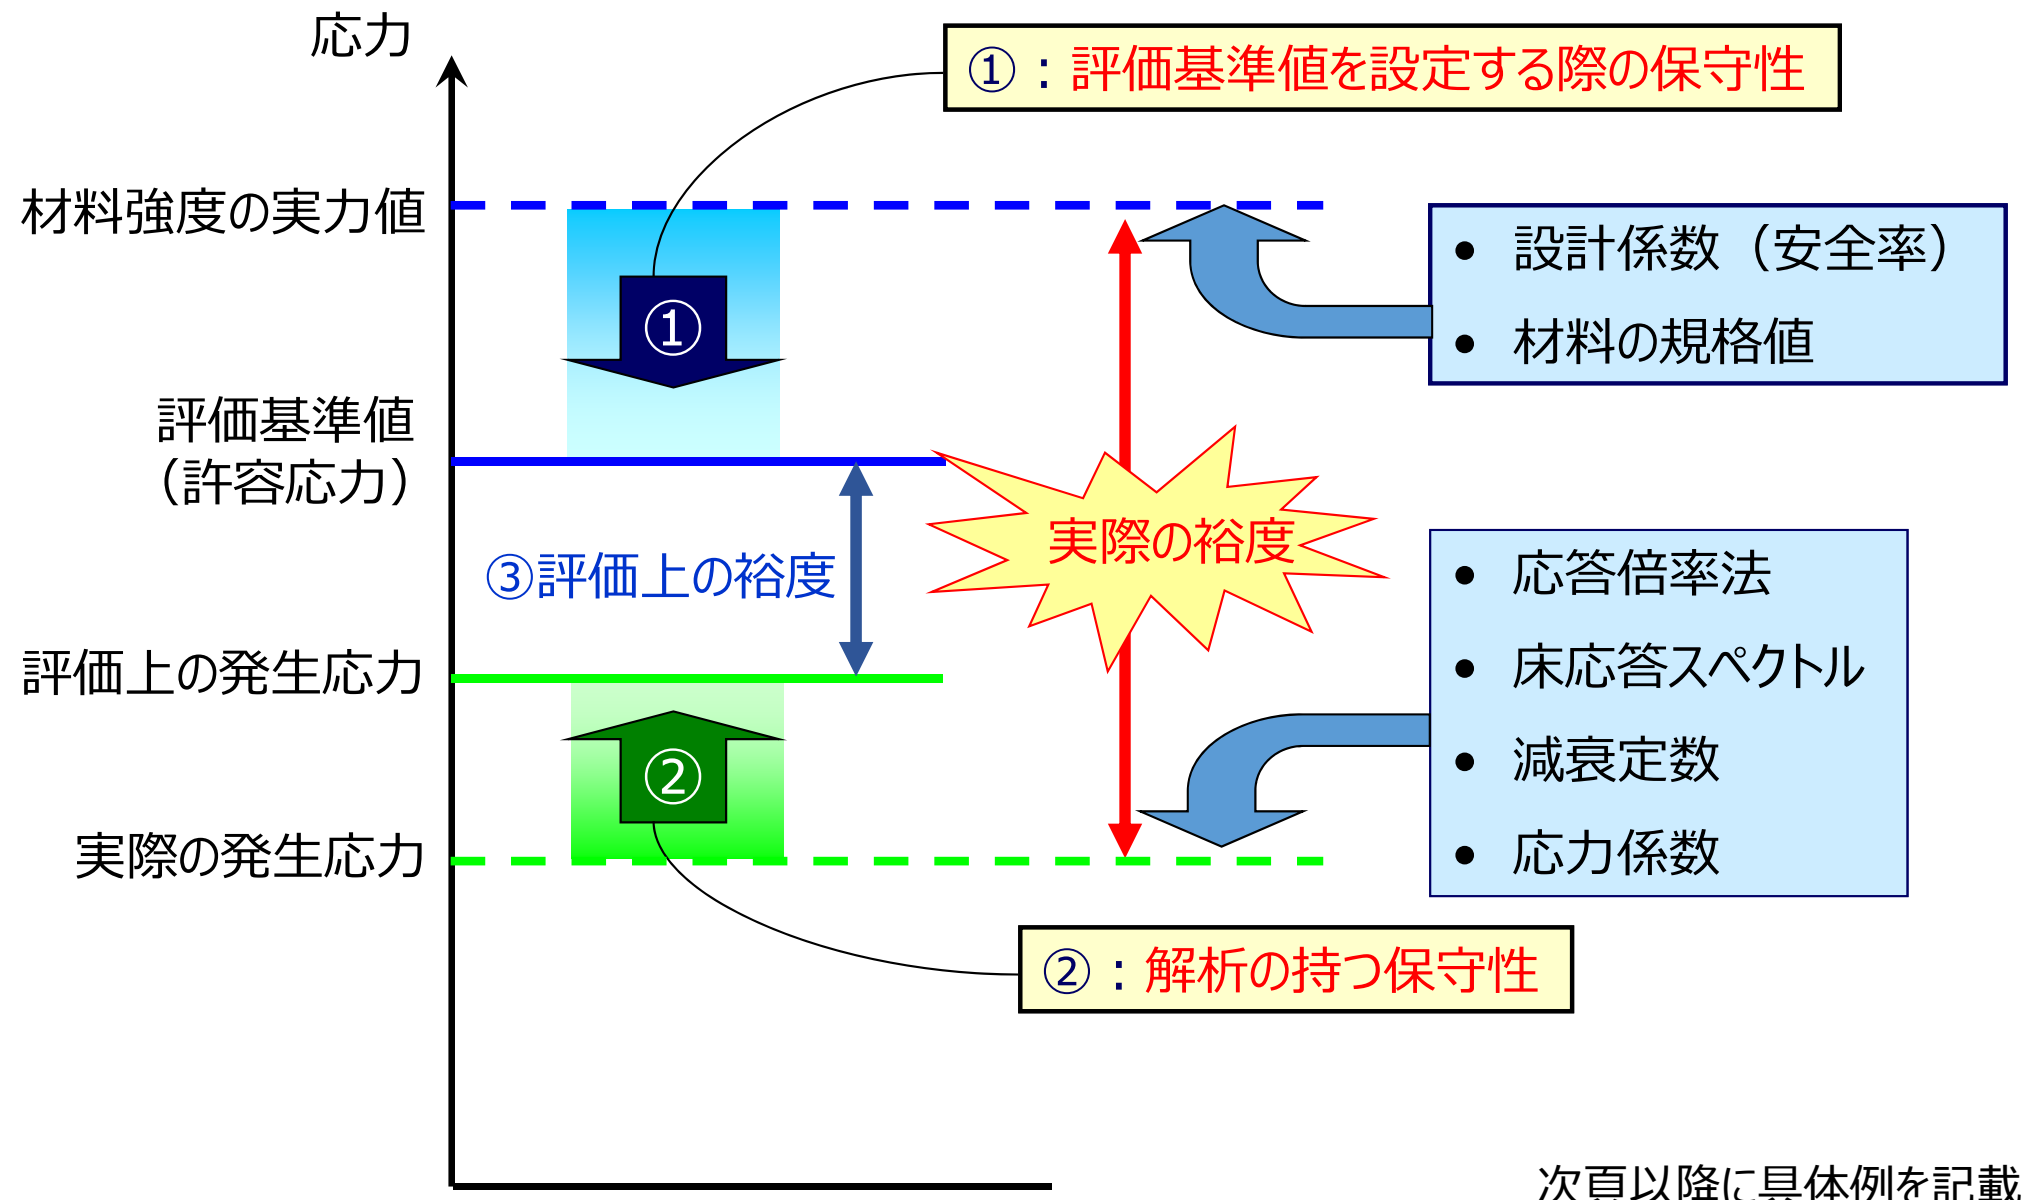 応力
①：評価基準値を設定する際の保守性
材料強度の実力値
• 設計係数（安全率）
• 材料の規格値
①
評価基準値
（許容応力）
実際の裕度
③評価上の裕度
• 応答倍率法
• 床応答スペクトル
• 減衰定数
• 応力係数
評価上の発生応力
②
実際の発生応力
②：解析の持つ保守性
次頁以降に具体例を記載